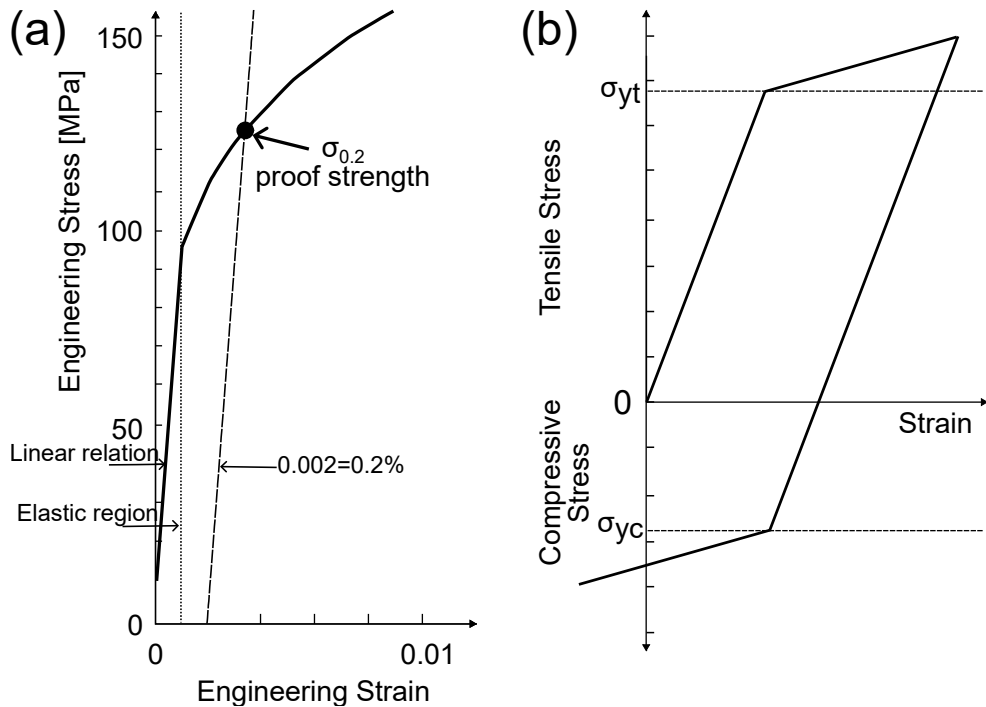 (a)
150
100
50
0
Engineering Stress [MPa]
σ0.2
proof strength
Linear relation
0.002=0.2%
Elastic region
0
0.01
Engineering Strain
(b)
σyt
Tensile Stress
0
Strain
Compressive
Stress
σyc